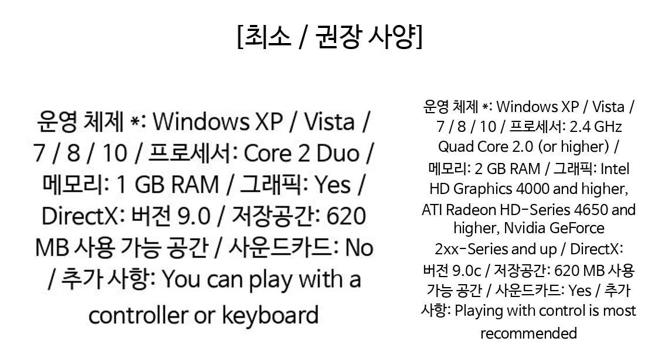 [최소 / 권장 사양]
운영 체제 *: Windows XP / Vista /
7 / 8 / 10 / 프로세서: Core 2 Duo /
메모리: 1 GB RAM / 그래픽: Yes /
DirectX: 버전 9.0 / 저장공간: 620
MB 사용 가능 공간 / 사운드카드: No
/ 추가 사항: You can play with a
controller or keyboard
운영 체제 *: Windows XP / Vista /
7 / 8 / 10 / 프로세서: 2.4 GHz
Quad Core 2.0 (or higher) /
메모리: 2 GB RAM / 그래픽: Intel
HD Graphics 4000 and higher,
ATI Radeon HD-Series 4650 and
higher, Nvidia GeForce
2xx-Series and up / DirectX:
버전 9.0c / 저장공간: 620 MB 사용
가능 공간 / 사운드카드: Yes / 추가
사항: Playing with control is most
recommended